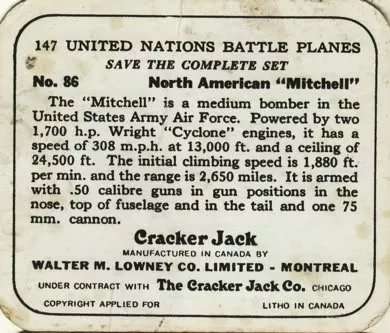 147 UNITED NATIONS BATTLE PLANES
SAVE THE COMPLETE SET
No. 86 North American "Mitchell"
The "Mitchell" is a medium bomber in the
United States Army Air Force. Powered by two
1,700 h.p. Wright "Cyclone" engines, it has a
speed of 308 m.p.h. at 13,000 ft. and a ceiling of
24,500 ft. The initial climbing speed is 1,880 ft.
per min. and the range is 2,650 miles. It is armed
with .50 calibre guns in gun positions in the
nose, top of fuselage and in the tail and one 75
mm. cannon.
Cracker Jack
MANUFACTURED IN CANADA BY
WALTER M. LOWNEY CO. LIMITED - MONTREAL
UNDER CONTRACT WITH The Cracker Jack Co. CHICAGO
COPYRIGHT APPLIED FOR LITHO IN CANADA